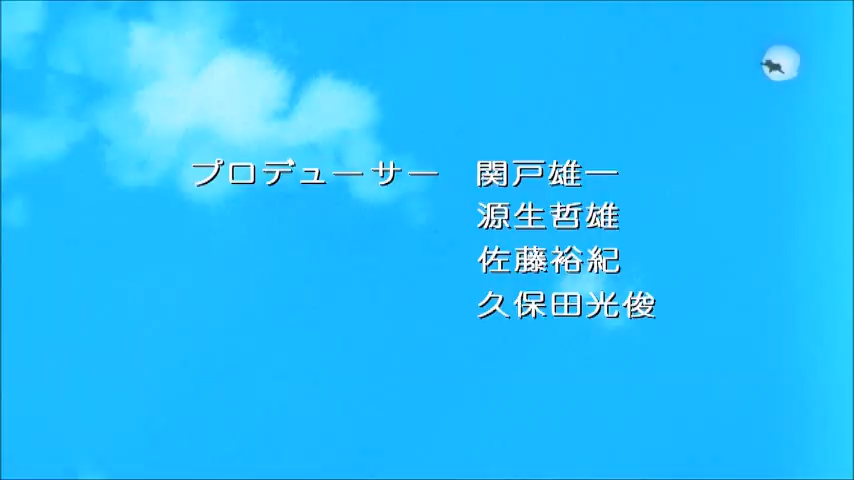 プロデューサー　関戸雄一
源生哲雄
佐藤裕紀
久保田光俊